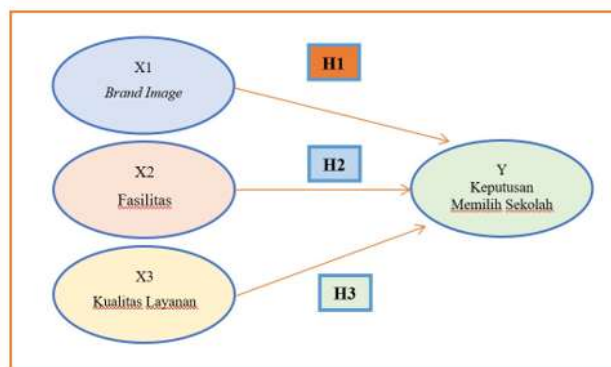 X1
Brand Image
H1
X2
Fasilitas
H2
Y
Keputusan
Memilih Sekolah
X3
Kualitas Layanan
H3